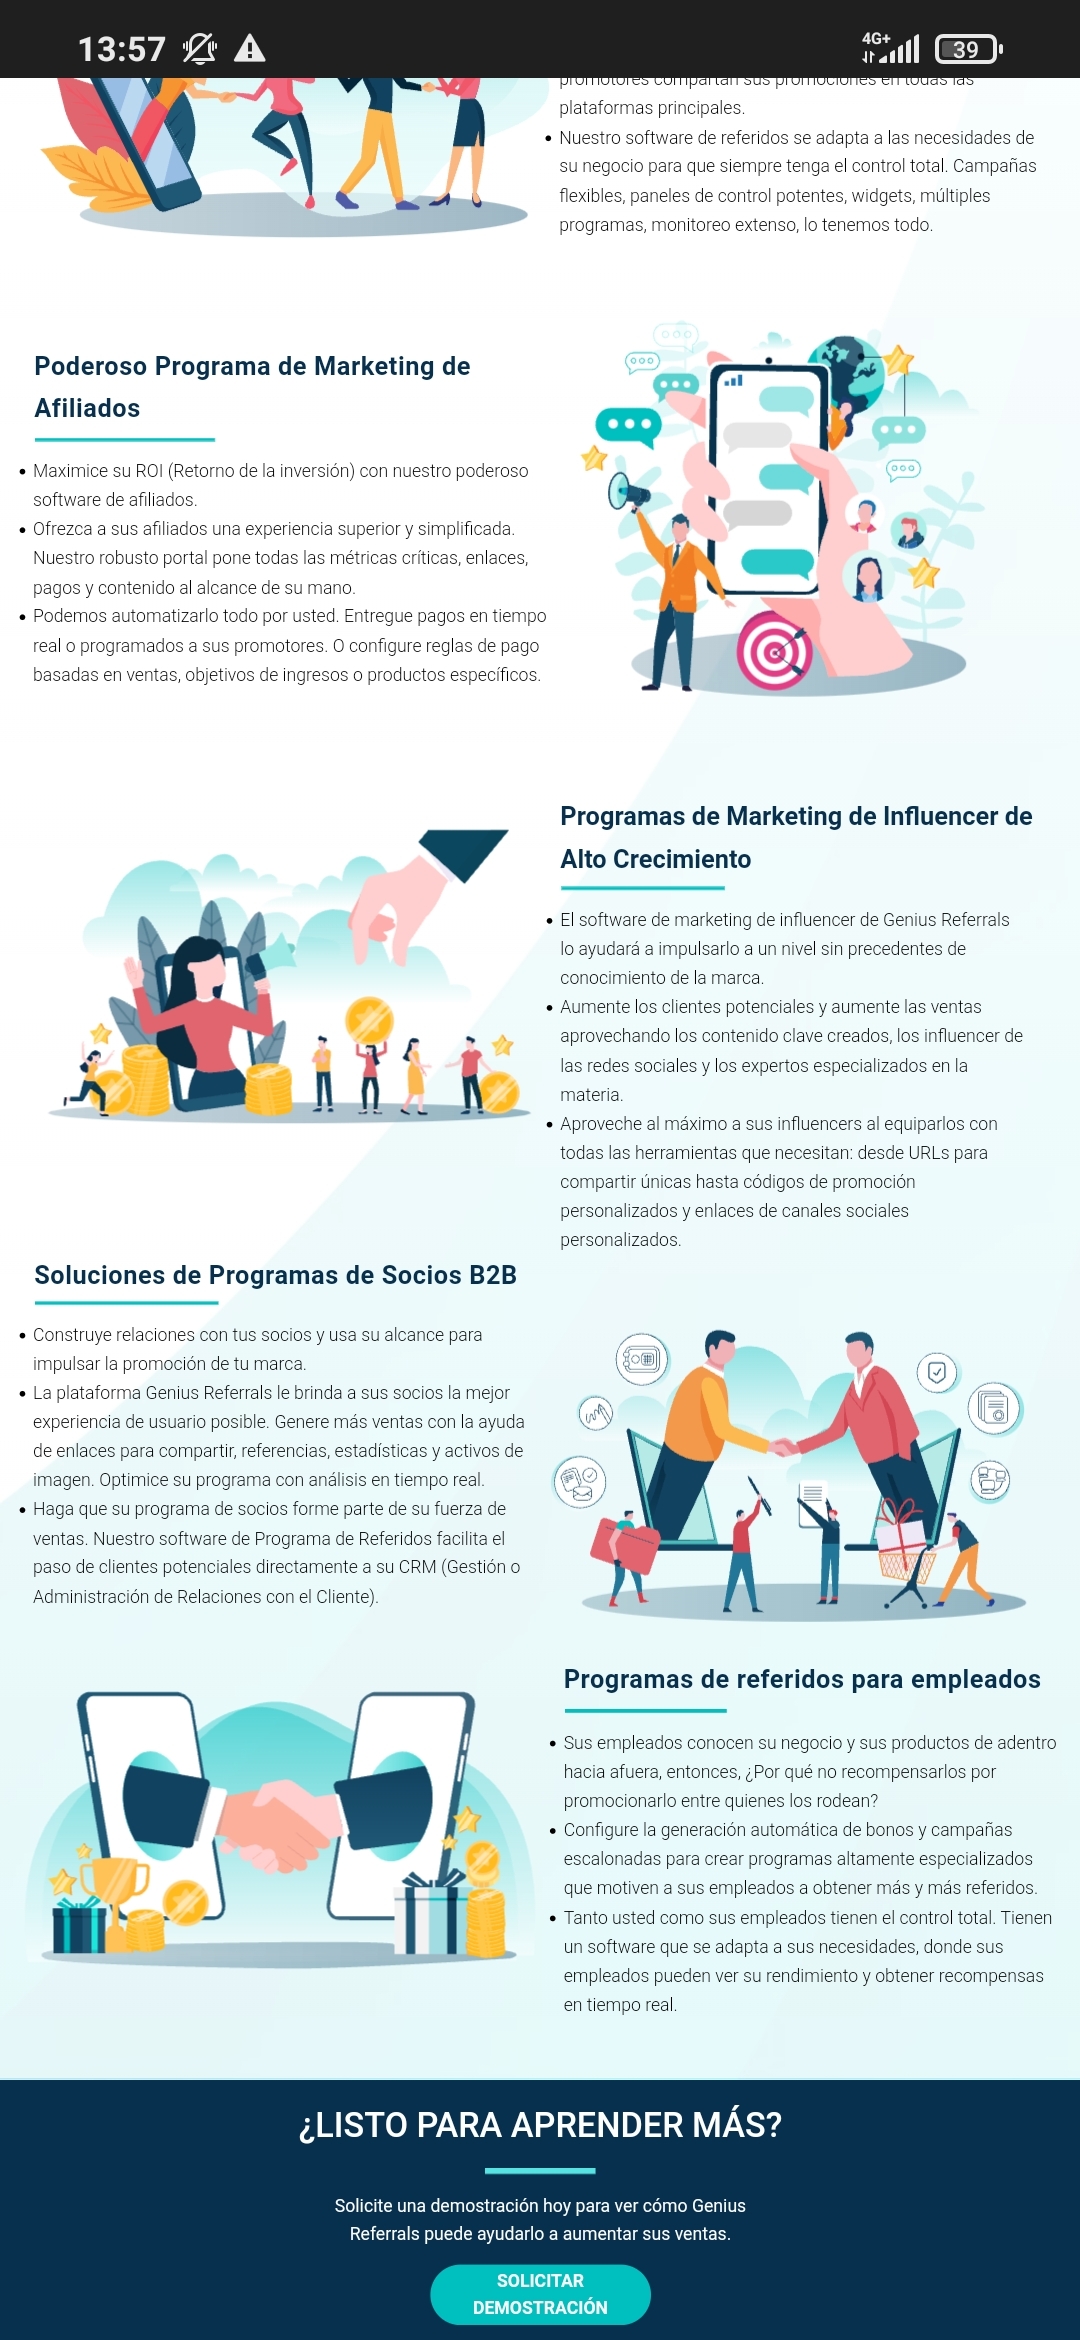 13:57
4G+
39
promotores compartan sus promociones en todas las
plataformas principales.
• Nuestro software de referidos se adapta a las necesidades de
su negocio para que siempre tenga el control total. Campañas
flexibles, paneles de control potentes, widgets, múltiples
programas, monitoreo extenso, lo tenemos todo.
Poderoso Programa de Marketing de
Afiliados
• Maximice su ROI (Retorno de la inversión) con nuestro poderoso
software de afiliados.
• Ofrezca a sus afiliados una experiencia superior y simplificada.
Nuestro robusto portal pone todas las métricas críticas, enlaces,
pagos y contenido al alcance de su mano.
• Podemos automatizarlo todo por usted. Entregue pagos en tiempo
real o programados a sus promotores. O configure reglas de pago
basadas en ventas, objetivos de ingresos o productos específicos.
Programas de Marketing de Influencer de
Alto Crecimiento
• El software de marketing de influencer de Genius Referrals
lo ayudará a impulsarlo a un nivel sin precedentes de
conocimiento de la marca.
• Aumente los clientes potenciales y aumente las ventas
aprovechando los contenido clave creados, los influencer de
las redes sociales y los expertos especializados en la
materia.
• Aproveche al máximo a sus influencers al equiparlos con
todas las herramientas que necesitan: desde URLs para
compartir únicas hasta códigos de promoción
personalizados y enlaces de canales sociales
personalizados.
Soluciones de Programas de Socios B2B
• Construye relaciones con tus socios y usa su alcance para
impulsar la promoción de tu marca.
• La plataforma Genius Referrals le brinda a sus socios la mejor
experiencia de usuario posible. Genere más ventas con la ayuda
de enlaces para compartir, referencias, estadísticas y activos de
imagen. Optimice su programa con análisis en tiempo real.
• Haga que su programa de socios forme parte de su fuerza de
ventas. Nuestro software de Programa de Referidos facilita el
paso de clientes potenciales directamente a su CRM (Gestión o
Administración de Relaciones con el Cliente).
Programas de referidos para empleados
• Sus empleados conocen su negocio y sus productos de adentro
hacia afuera, entonces, ¿Por qué no recompensarlos por
promocionarlo entre quienes los rodean?
• Configure la generación automática de bonos y campañas
escalonadas para crear programas altamente especializados
que motiven a sus empleados a obtener más y más referidos.
• Tanto usted como sus empleados tienen el control total. Tienen
un software que se adapta a sus necesidades, donde sus
empleados pueden ver su rendimiento y obtener recompensas
en tiempo real.
¿LISTO PARA APRENDER MÁS?
Solicite una demostración hoy para ver cómo Genius
Referrals puede ayudarlo a aumentar sus ventas.
SOLICITAR
DEMOSTRACIÓN